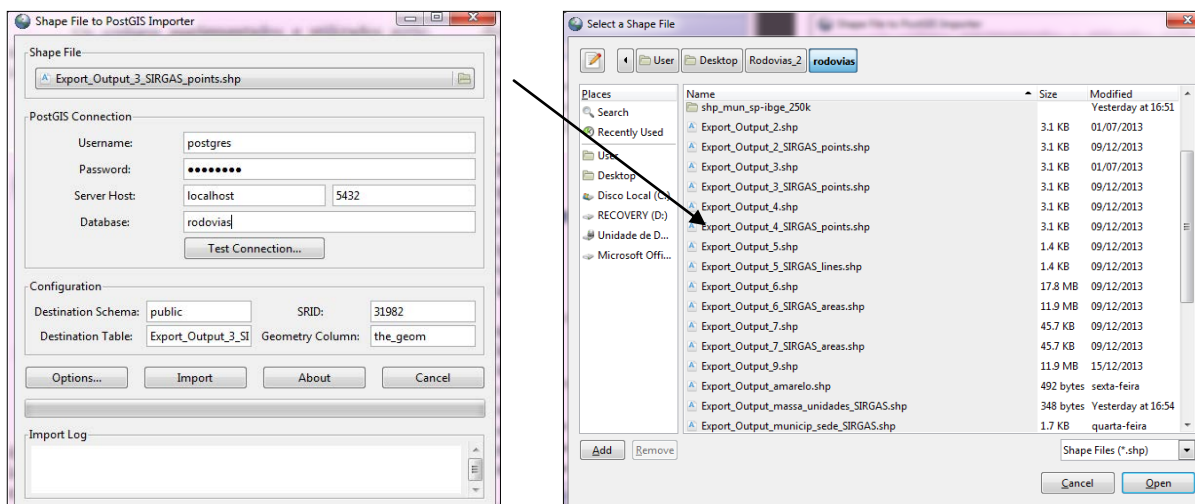 Shape File to PostGIS Importer
Shape File
Export_Output_3_SIRGAS_points.shp
PostGIS Connection
Username: postgres
Password: ●●●●●●●●
Server Host: localhost 5432
Database: rodovias
Test Connection...
Configuration
Destination Schema: public SRID: 31982
Destination Table: Export_Output_3_SI Geometry Column: the_geom
Options... Import About Cancel
Import Log
Select a Shape File
Shape File to PostGIS Importer
User Desktop Rodovias_2 rodovias
Places
Search
Recently Used
User
Desktop
Disco Local (C:)
RECOVERY (D:)
Unidade de D...
Microsoft Offi...
Name Size Modified
shp_mun_sp-ibge_250k Yesterday at 16:51
Export_Output_2.shp 3.1 KB 01/07/2013
Export_Output_2_SIRGAS_points.shp 3.1 KB 09/12/2013
Export_Output_3.shp 3.1 KB 01/07/2013
Export_Output_3_SIRGAS_points.shp 3.1 KB 09/12/2013
Export_Output_4.shp 3.1 KB 09/12/2013
Export_Output_4_SIRGAS_points.shp 3.1 KB 09/12/2013
Export_Output_5.shp 1.4 KB 09/12/2013
Export_Output_5_SIRGAS_lines.shp 1.4 KB 09/12/2013
Export_Output_6.shp 17.8 MB 09/12/2013
Export_Output_6_SIRGAS_areas.shp 11.9 MB 09/12/2013
Export_Output_7.shp 45.7 KB 09/12/2013
Export_Output_7_SIRGAS_areas.shp 45.7 KB 09/12/2013
Export_Output_9.shp 11.9 MB 15/12/2013
Export_Output_amarelo.shp 492 bytes sexta-feira
Export_Output_massa_unidades_SIRGAS.shp 348 bytes Yesterday at 16:54
Export_Output_municip_sede_SIRGAS.shp 1.7 KB quarta-feira
Add Remove Shape Files (*.shp)
Cancel Open